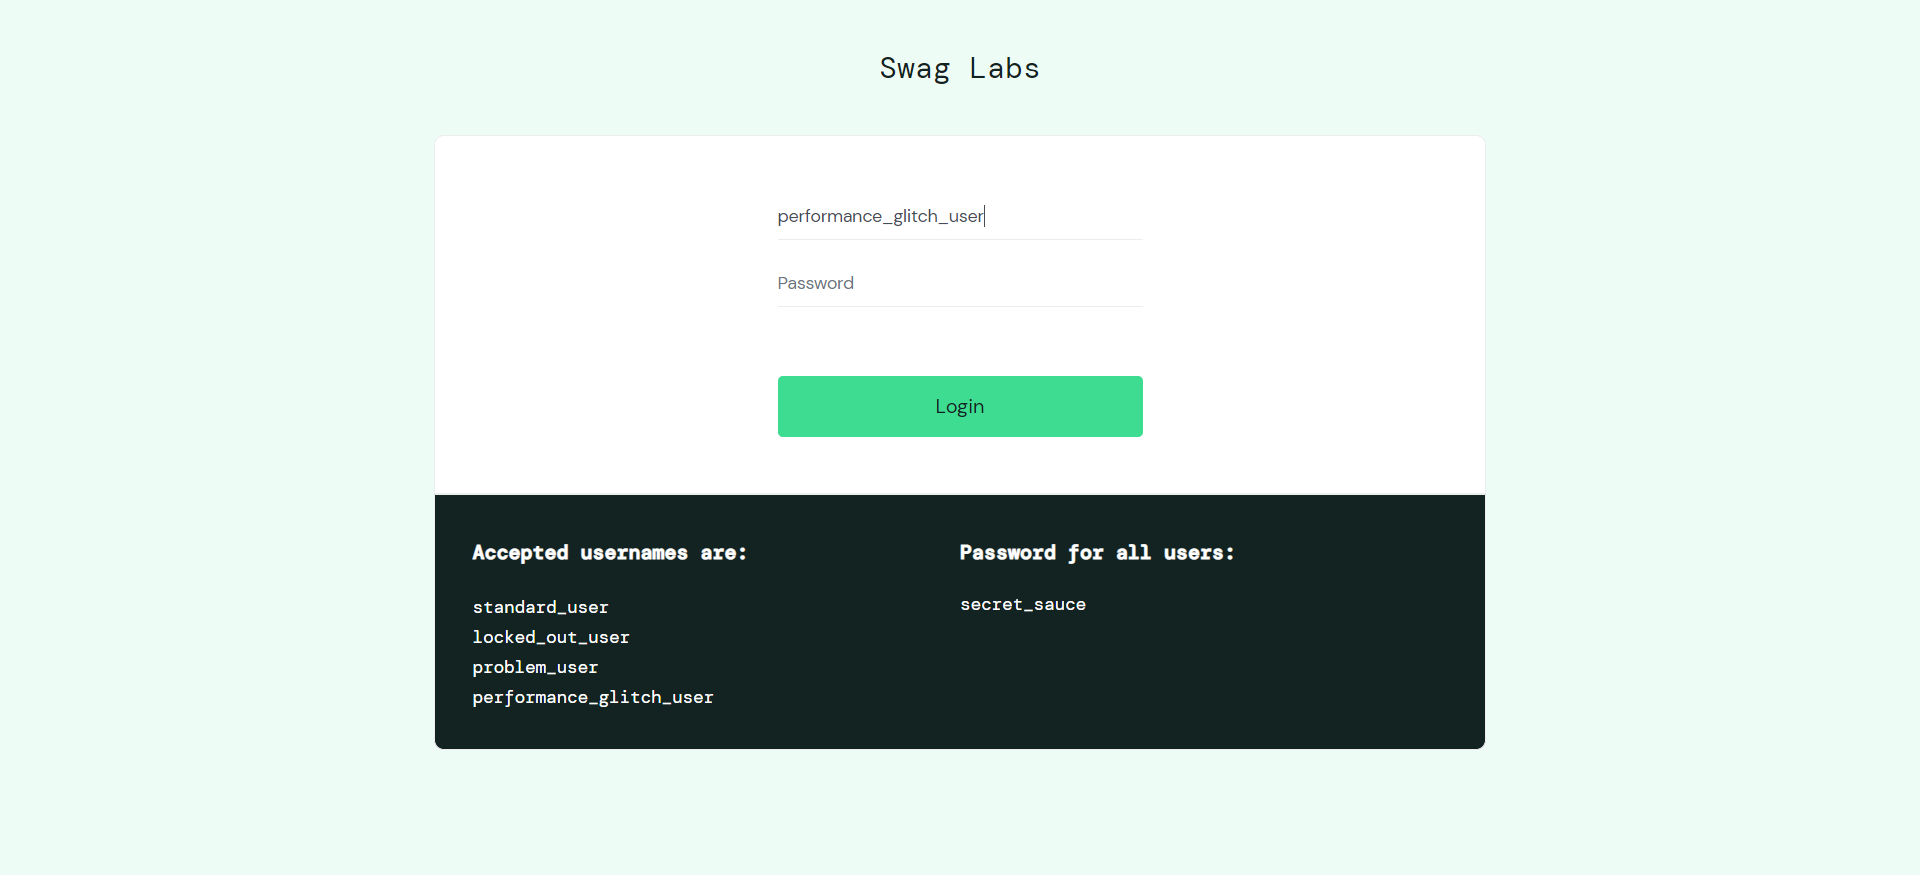 Swag Labs
performance_glitch_user
Password
Login
Accepted usernames are:
standard_user
locked_out_user
problem_user
performance_glitch_user
Password for all users:
secret_sauce